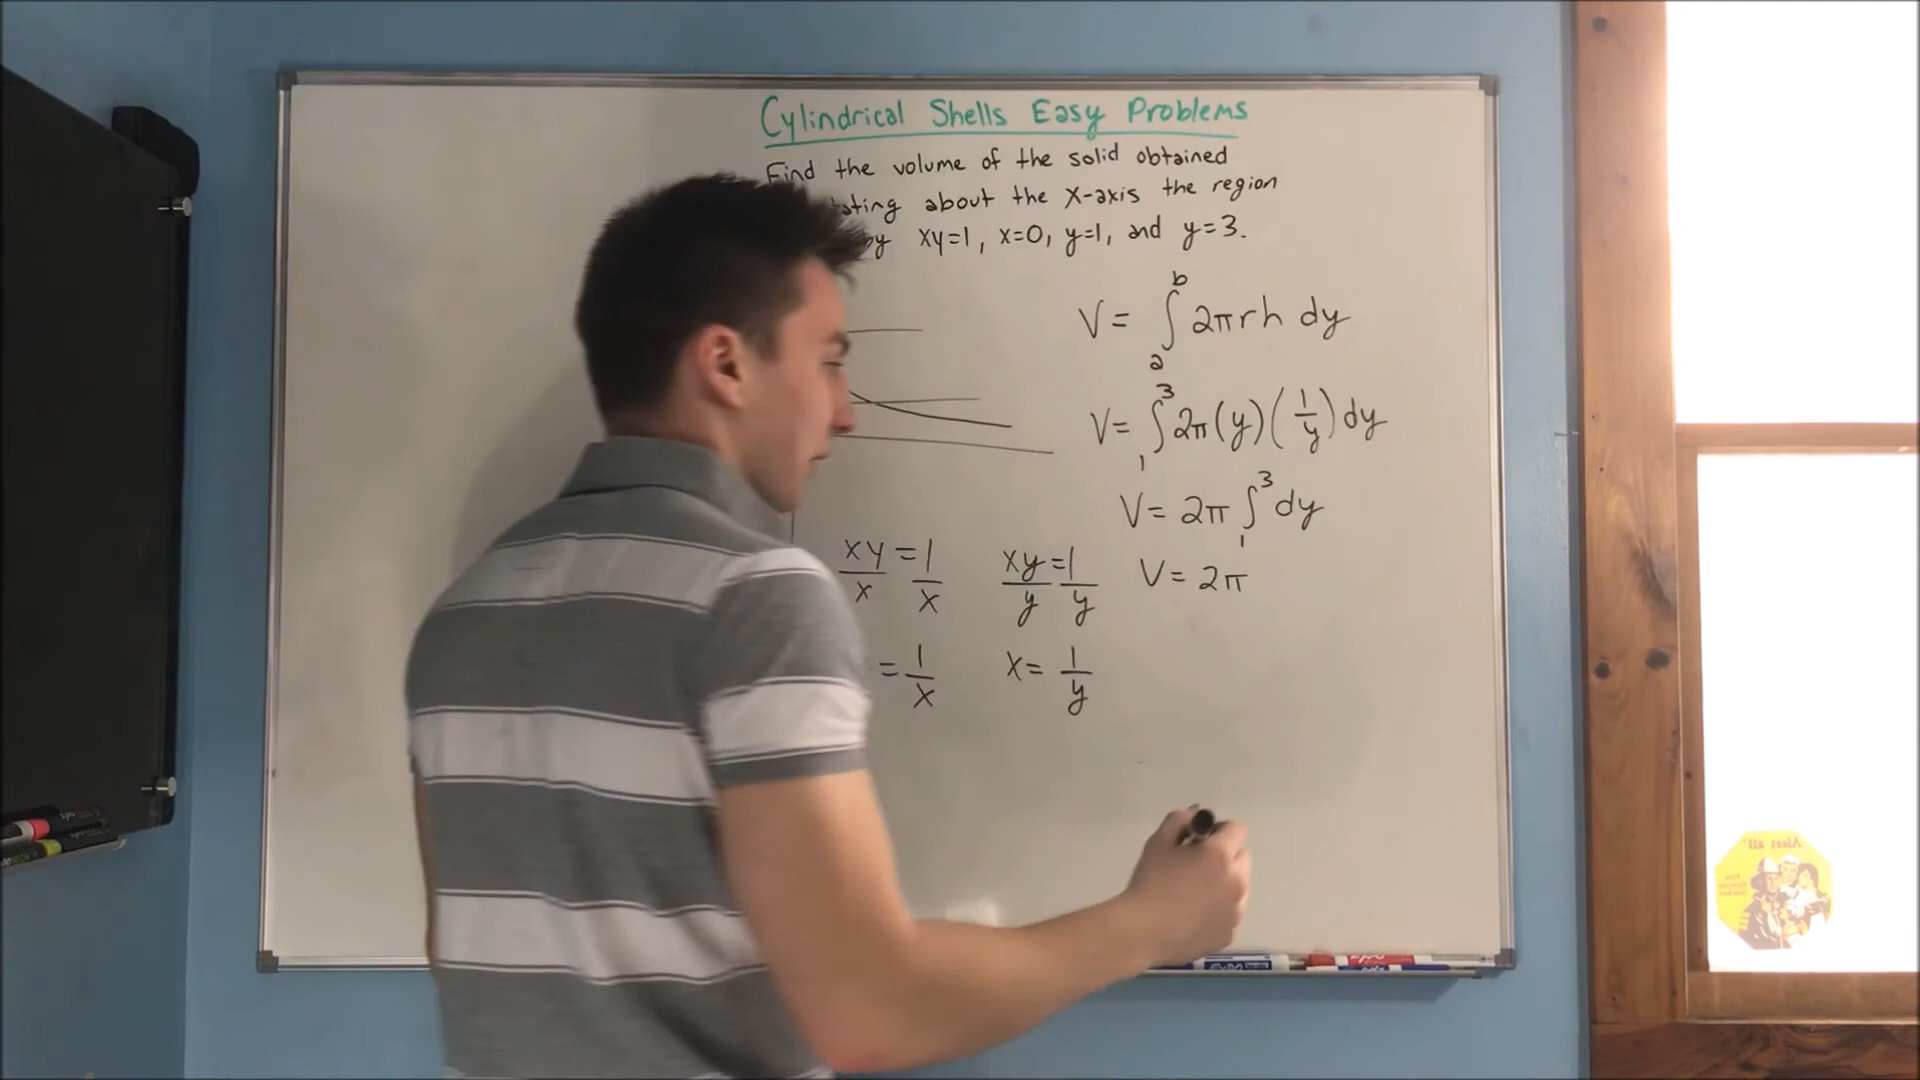 Cylindrical Shells Easy Problems
Find the volume of the solid obtained
about the X-axis the region
by xy=1, x=0, y=1, and y=3.
V = ∫ₐᵇ 2πrh dy
V = ∫₁³ 2π(y)(1/y) dy
V = 2π ∫₁³ dy
V = 2π
xy/x = 1/x
xy/y = 1/y
= 1/x
x = 1/y